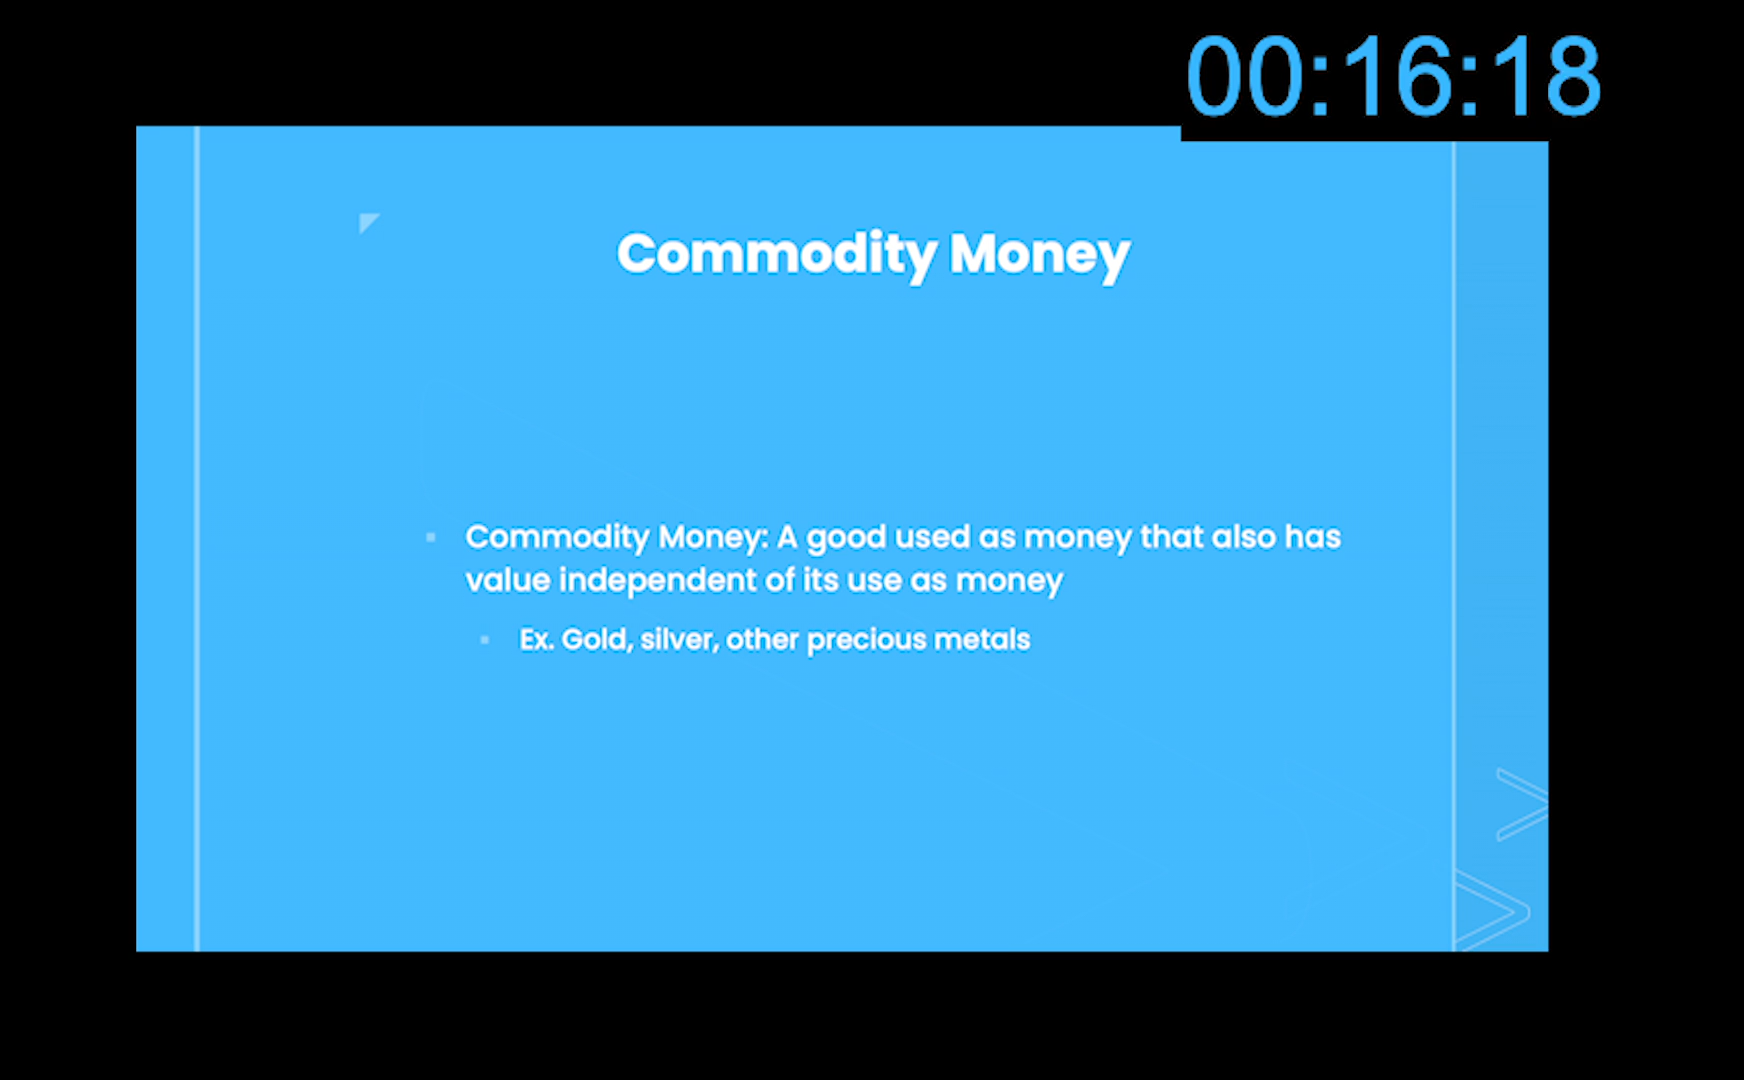 00:16:18
Commodity Money
Commodity Money: A good used as money that also has
value independent of its use as money
Ex. Gold, silver, other precious metals